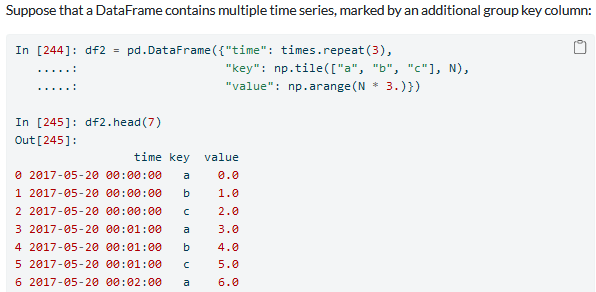 Suppose that a DataFrame contains multiple time series, marked by an additional group key column:
In [244]: df2 = pd.DataFrame({"time": times.repeat(3),
.....: "key": np.tile(["a", "b", "c"], N),
.....: "value": np.arange(N * 3.)})
In [245]: df2.head(7)
Out[245]:
time key value
0 2017-05-20 00:00:00 a 0.0
1 2017-05-20 00:00:00 b 1.0
2 2017-05-20 00:00:00 c 2.0
3 2017-05-20 00:01:00 a 3.0
4 2017-05-20 00:01:00 b 4.0
5 2017-05-20 00:01:00 c 5.0
6 2017-05-20 00:02:00 a 6.0